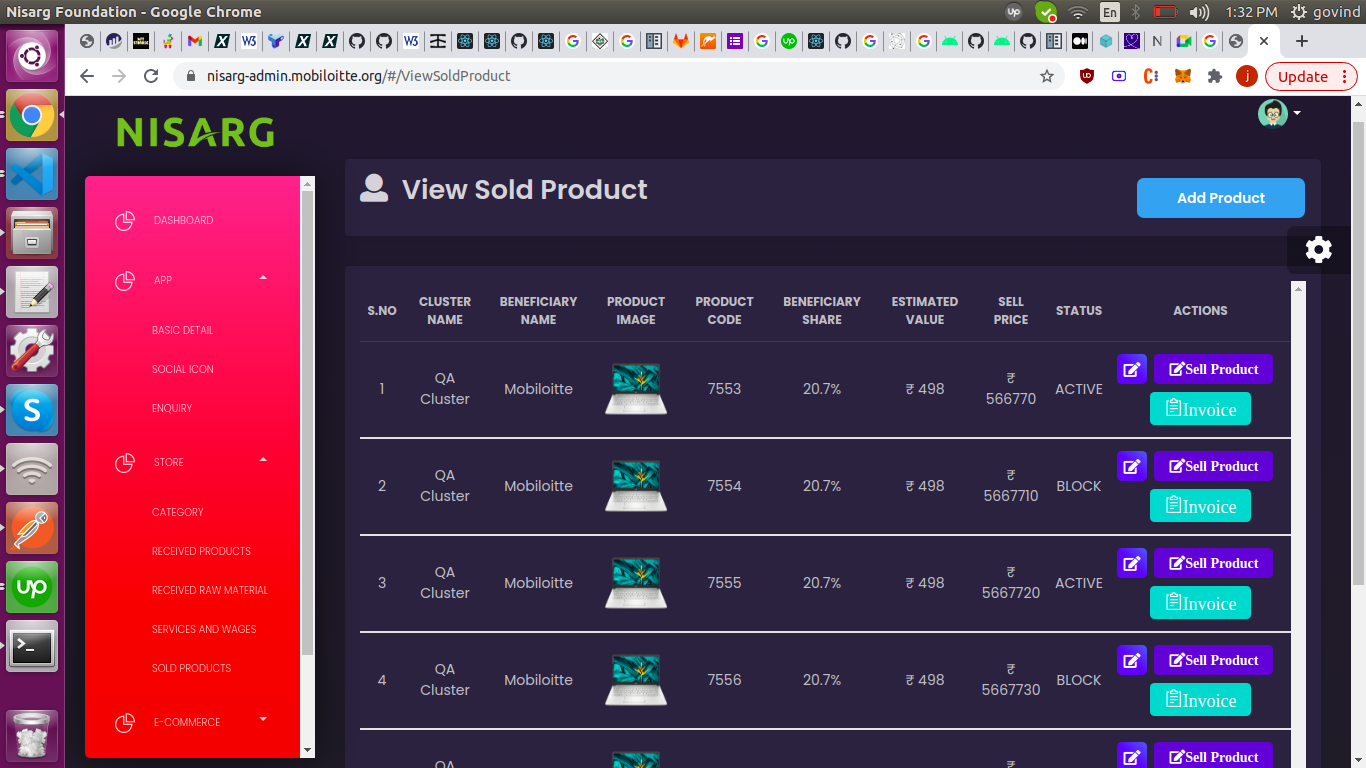 Nisarg Foundation - Google Chrome
En
1:32 PM
govind
nisarg-admin.mobiloitte.org/#/ViewSoldProduct
Update
NISARG
DASHBOARD
APP
BASIC DETAIL
SOCIAL ICON
ENQUIRY
STORE
CATEGORY
RECEIVED PRODUCTS
RECEIVED RAW MATERIAL
SERVICES AND WAGES
SOLD PRODUCTS
E-COMMERCE
View Sold Product
Add Product
S.NO CLUSTER NAME BENEFICIARY NAME PRODUCT IMAGE PRODUCT CODE BENEFICIARY SHARE ESTIMATED VALUE SELL PRICE STATUS ACTIONS
1 QA Cluster Mobiloitte 7553 20.7% ₹ 498 ₹ 566770 ACTIVE Sell Product
Invoice
2 QA Cluster Mobiloitte 7554 20.7% ₹ 498 ₹ 5667710 BLOCK Sell Product
Invoice
3 QA Cluster Mobiloitte 7555 20.7% ₹ 498 ₹ 5667720 ACTIVE Sell Product
Invoice
4 QA Cluster Mobiloitte 7556 20.7% ₹ 498 ₹ 5667730 BLOCK Sell Product
Invoice
QA ₹ Sell Product